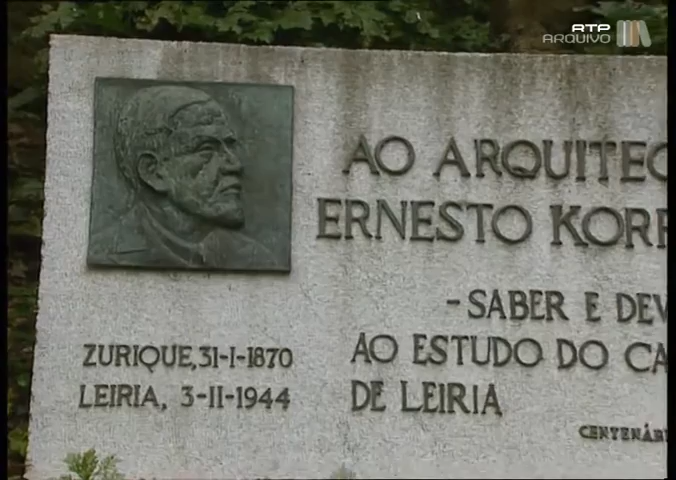 RTP
ARQUIVO
AO ARQUITEC
ERNESTO KORR
- SABER E DEV
AO ESTUDO DO CA
DE LEIRIA
ZURIQUE, 31-I-1870
LEIRIA, 3-II-1944
CENTENÁR